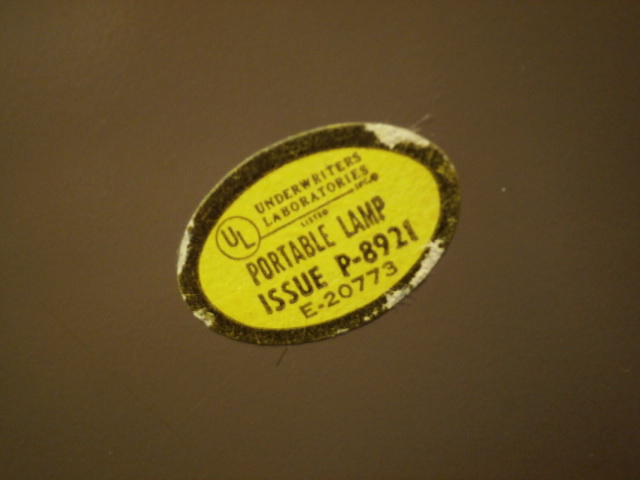 UL
UNDERWRITERS
LABORATORIES
INC.®
LISTED
PORTABLE LAMP
ISSUE P-8921
E-20773